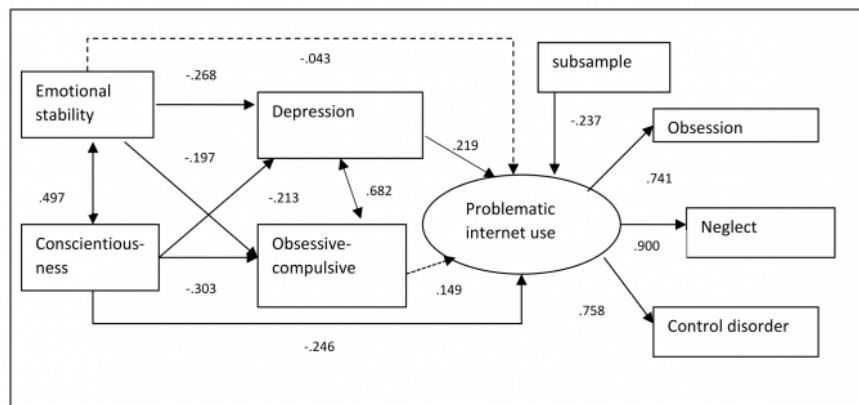 -.043
subsample
Emotional
stability
-.268
Depression
-.237
Obsession
.219
-.197
.741
.497
-.213
.682
Problematic
internet use
Neglect
Conscientious-
ness
Obsessive-
compulsive
.900
-.303
.149
.758
Control disorder
-.246